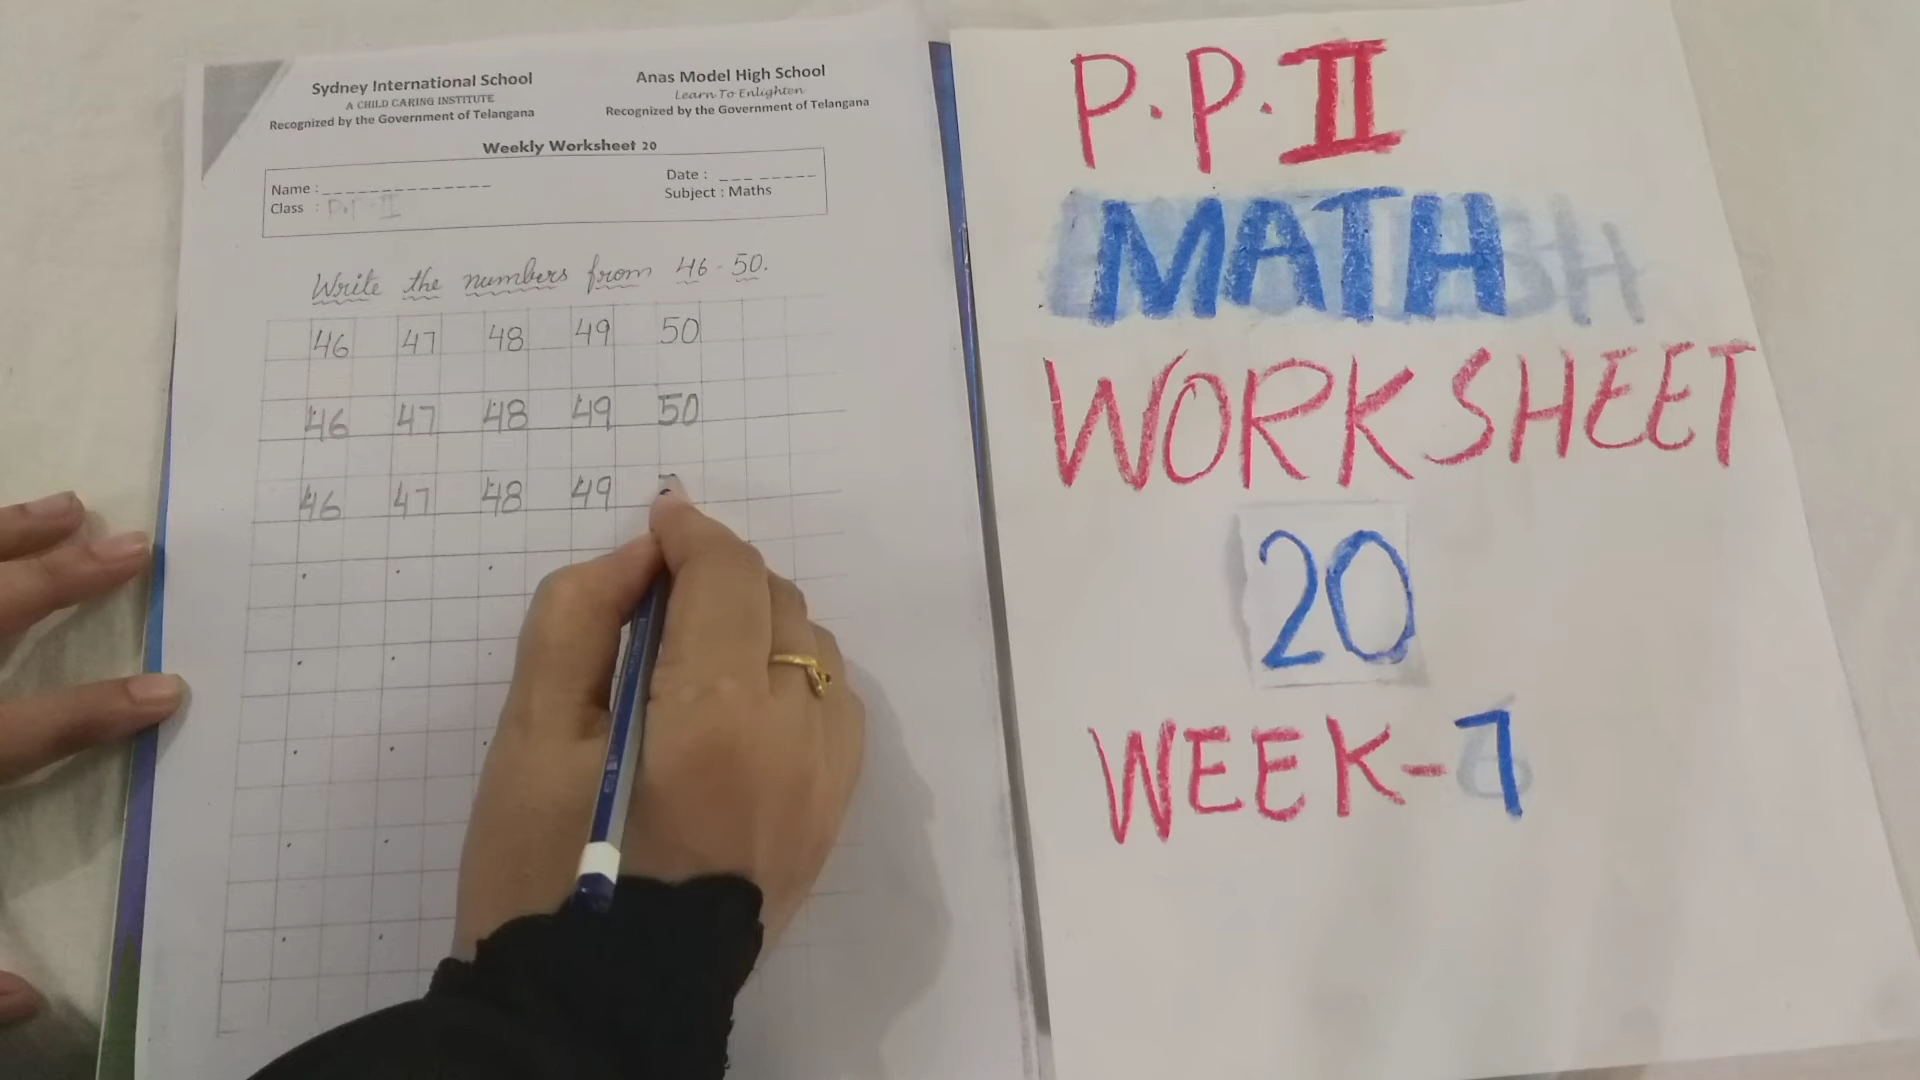 Sydney International School
A CHILD CARING INSTITUTE
Recognized by the Government of Telangana
Anas Model High School
Learn To Enlighten
Recognized by the Government of Telangana
Weekly Worksheet 20
Name : _ _ _ _ _ _ _ _ _ _ _ _ _ _
Date : _ _ _ _ _ _ _ _
Class : P.P-II
Subject : Maths
Write the numbers from 46 - 50.
46 47 48 49 50
46 47 48 49 50
46 47 48 49
P.P.II
MATH
WORKSHEET
20
WEEK-7